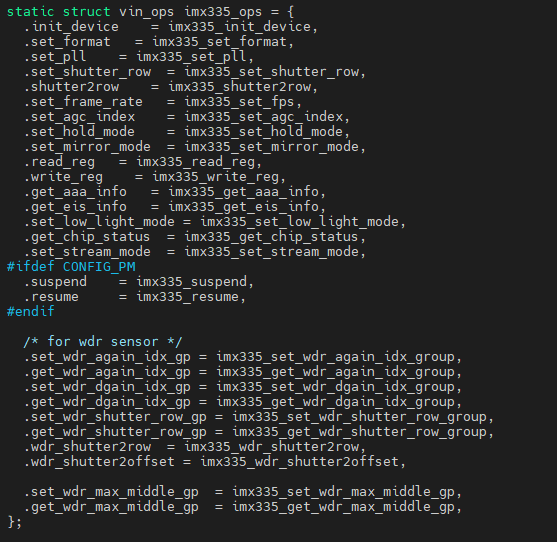 static struct vin_ops imx335_ops = {
  .init_device    = imx335_init_device,
  .set_format   = imx335_set_format,
  .set_pll    = imx335_set_pll,
  .set_shutter_row  = imx335_set_shutter_row,
  .shutter2row    = imx335_shutter2row,
  .set_frame_rate   = imx335_set_fps,
  .set_agc_index    = imx335_set_agc_index,
  .set_hold_mode    = imx335_set_hold_mode,
  .set_mirror_mode  = imx335_set_mirror_mode,
  .read_reg   = imx335_read_reg,
  .write_reg    = imx335_write_reg,
  .get_aaa_info   = imx335_get_aaa_info,
  .get_eis_info   = imx335_get_eis_info,
  .set_low_light_mode = imx335_set_low_light_mode,
  .get_chip_status  = imx335_get_chip_status,
  .set_stream_mode  = imx335_set_stream_mode,
#ifdef CONFIG_PM
  .suspend    = imx335_suspend,
  .resume     = imx335_resume,
#endif

  /* for wdr sensor */
  .set_wdr_again_idx_gp = imx335_set_wdr_again_idx_group,
  .get_wdr_again_idx_gp = imx335_get_wdr_again_idx_group,
  .set_wdr_dgain_idx_gp = imx335_set_wdr_dgain_idx_group,
  .get_wdr_dgain_idx_gp = imx335_get_wdr_dgain_idx_group,
  .set_wdr_shutter_row_gp = imx335_set_wdr_shutter_row_group,
  .get_wdr_shutter_row_gp = imx335_get_wdr_shutter_row_group,
  .wdr_shutter2row  = imx335_wdr_shutter2row,
  .wdr_shutter2offset = imx335_wdr_shutter2offset,

  .set_wdr_max_middle_gp  = imx335_set_wdr_max_middle_gp,
  .get_wdr_max_middle_gp  = imx335_get_wdr_max_middle_gp,
};